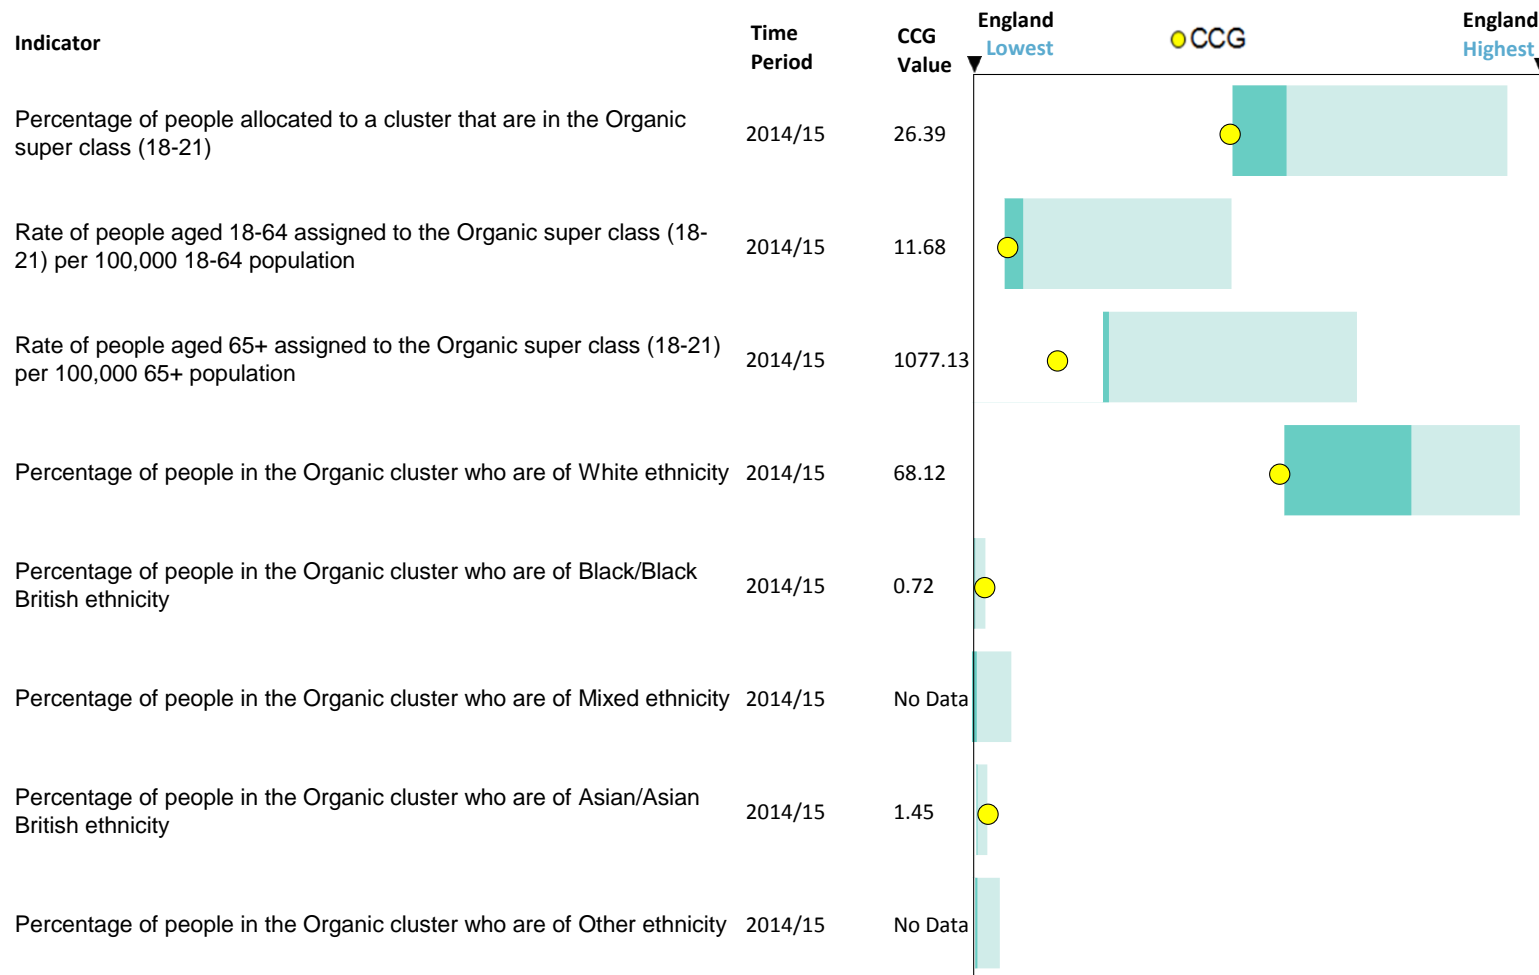 Indicator
Time Period
CCG Value
England Lowest
CCG
England Highest
Percentage of people allocated to a cluster that are in the Organic
super class (18-21)
2014/15
26.39
Rate of people aged 18-64 assigned to the Organic super class (18-
21) per 100,000 18-64 population
2014/15
11.68
Rate of people aged 65+ assigned to the Organic super class (18-21)
per 100,000 65+ population
2014/15
1077.13
Percentage of people in the Organic cluster who are of White ethnicity
2014/15
68.12
Percentage of people in the Organic cluster who are of Black/Black
British ethnicity
2014/15
0.72
Percentage of people in the Organic cluster who are of Mixed ethnicity
2014/15
No Data
Percentage of people in the Organic cluster who are of Asian/Asian
British ethnicity
2014/15
1.45
Percentage of people in the Organic cluster who are of Other ethnicity
2014/15
No Data